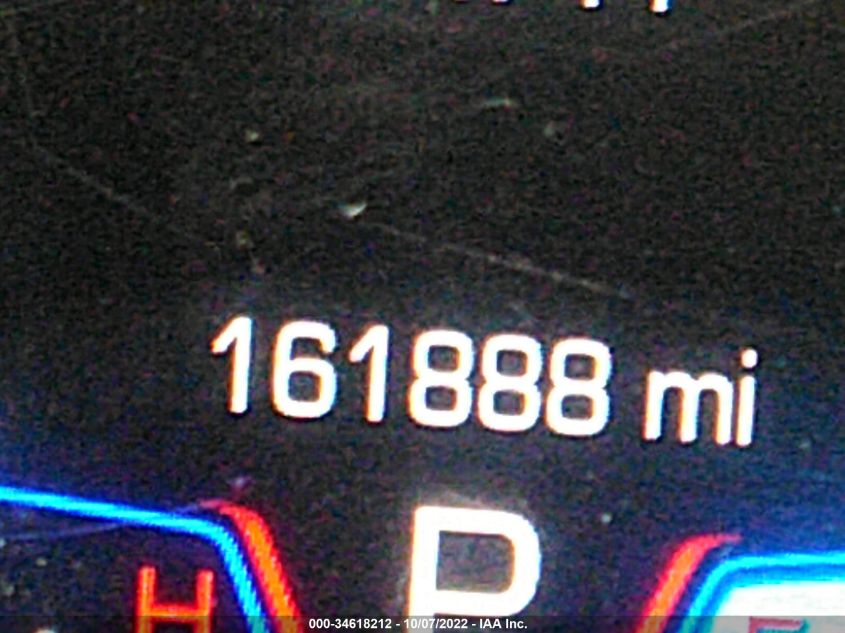 161888 mi
P
H
000-34618212 - 10/07/2022 - IAA Inc.